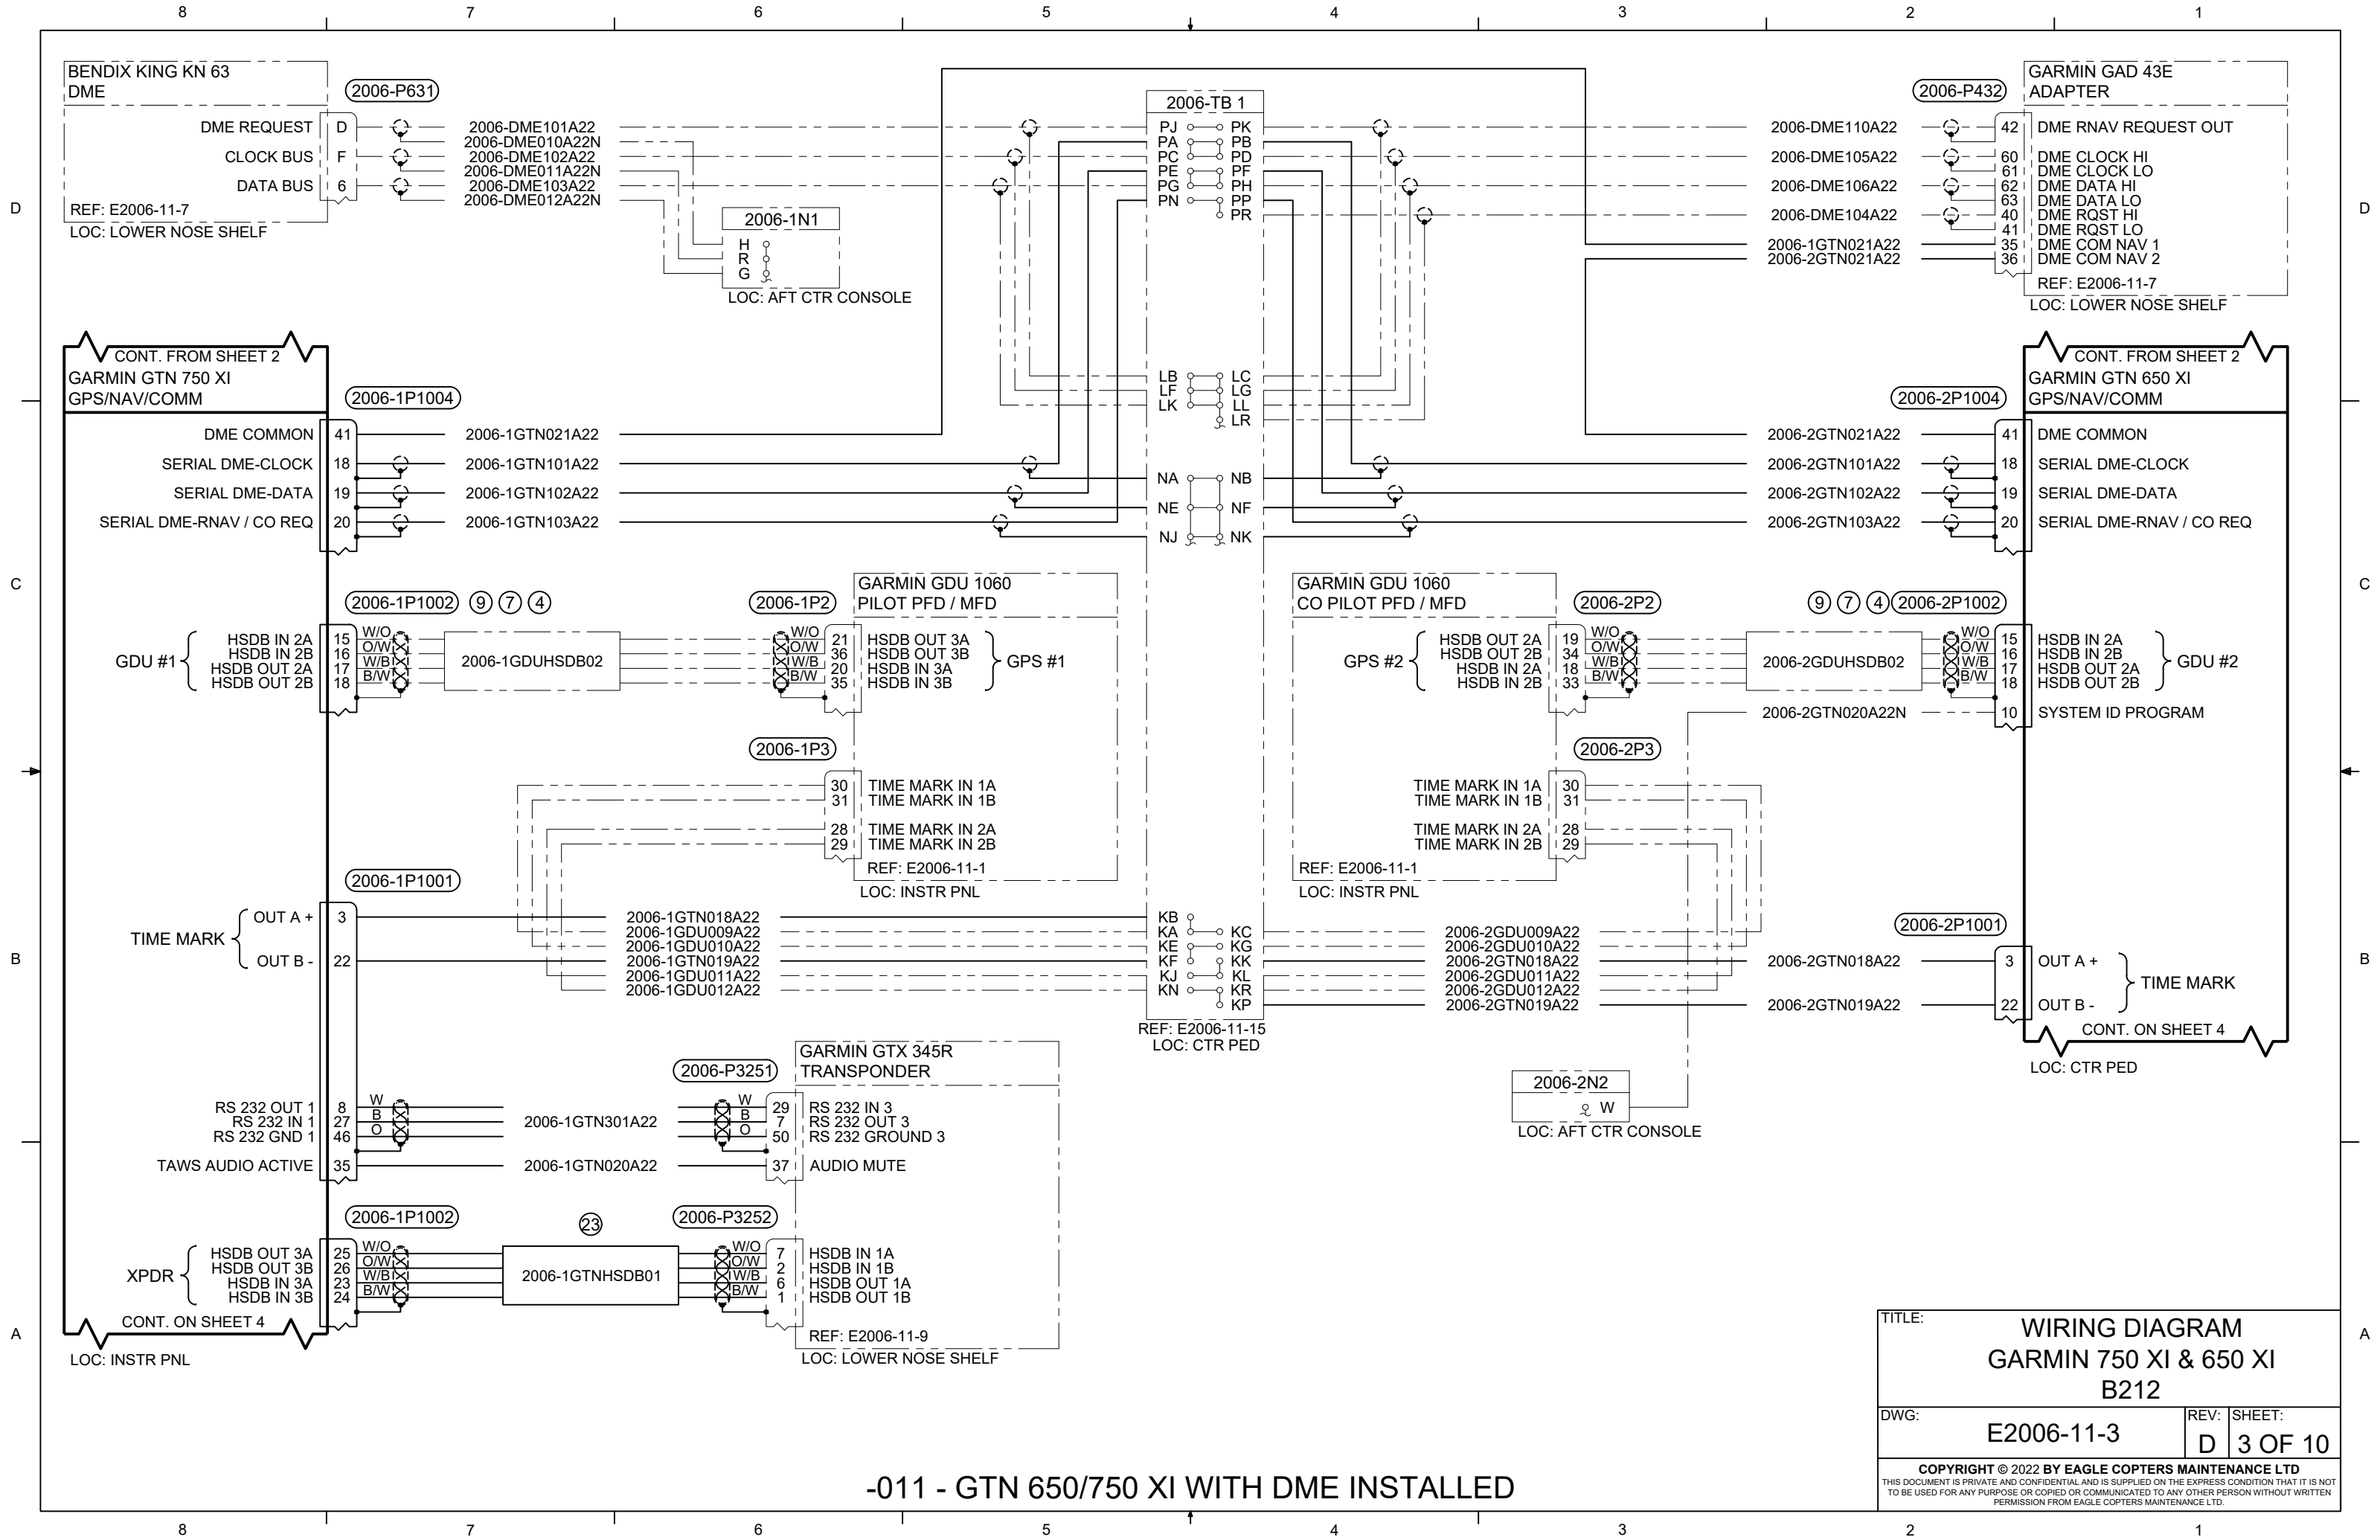 8 7 6 5 4 3 2 1
D
C
B
A
BENDIX KING KN 63
DME
2006-P631
DME REQUEST D
CLOCK BUS F
DATA BUS 6
REF: E2006-11-7
LOC: LOWER NOSE SHELF
2006-DME101A22
2006-DME010A22N
2006-DME102A22
2006-DME011A22N
2006-DME103A22
2006-DME012A22N
2006-1N1
H
R
G
LOC: AFT CTR CONSOLE
2006-TB 1
PJ PK
PA PB
PC PD
PE PF
PG PH
PN PP
PR
LB LC
LF LG
LK LL
LR
NA NB
NE NF
NJ NK
KB
KA KC
KE KG
KF KK
KJ KL
KN KR
KP
REF: E2006-11-15
LOC: CTR PED
2006-P432
GARMIN GAD 43E
ADAPTER
2006-DME110A22 42 DME RNAV REQUEST OUT
2006-DME105A22 60 DME CLOCK HI
61 DME CLOCK LO
2006-DME106A22 62 DME DATA HI
63 DME DATA LO
2006-DME104A22 40 DME RQST HI
41 DME RQST LO
2006-1GTN021A22 35 DME COM NAV 1
2006-2GTN021A22 36 DME COM NAV 2
REF: E2006-11-7
LOC: LOWER NOSE SHELF
CONT. FROM SHEET 2
GARMIN GTN 750 XI
GPS/NAV/COMM
2006-1P1004
DME COMMON 41 2006-1GTN021A22
SERIAL DME-CLOCK 18 2006-1GTN101A22
SERIAL DME-DATA 19 2006-1GTN102A22
SERIAL DME-RNAV / CO REQ 20 2006-1GTN103A22
CONT. FROM SHEET 2
GARMIN GTN 650 XI
GPS/NAV/COMM
2006-2P1004
2006-2GTN021A22 41 DME COMMON
2006-2GTN101A22 18 SERIAL DME-CLOCK
2006-2GTN102A22 19 SERIAL DME-DATA
2006-2GTN103A22 20 SERIAL DME-RNAV / CO REQ
2006-1P1002 9 7 4
GDU #1
HSDB IN 2A 15 W/O
HSDB IN 2B 16 O/W
HSDB OUT 2A 17 W/B
HSDB OUT 2B 18 B/W
2006-1GDUHSDB02
2006-1P2
GARMIN GDU 1060
PILOT PFD / MFD
W/O 21 HSDB OUT 3A
O/W 36 HSDB OUT 3B
W/B 20 HSDB IN 3A
B/W 35 HSDB IN 3B
GPS #1
2006-1P3
30 TIME MARK IN 1A
31 TIME MARK IN 1B
28 TIME MARK IN 2A
29 TIME MARK IN 2B
REF: E2006-11-1
LOC: INSTR PNL
GARMIN GDU 1060
CO PILOT PFD / MFD
2006-2P2
GPS #2
HSDB OUT 2A 19 W/O
HSDB OUT 2B 34 O/W
HSDB IN 2A 18 W/B
HSDB IN 2B 33 B/W
2006-2GDUHSDB02
9 7 4 2006-2P1002
W/O 15 HSDB IN 2A
O/W 16 HSDB IN 2B
W/B 17 HSDB OUT 2A
B/W 18 HSDB OUT 2B
GDU #2
2006-2GTN020A22N 10 SYSTEM ID PROGRAM
2006-2P3
TIME MARK IN 1A 30
TIME MARK IN 1B 31
TIME MARK IN 2A 28
TIME MARK IN 2B 29
REF: E2006-11-1
LOC: INSTR PNL
2006-1P1001
TIME MARK
OUT A + 3
OUT B - 22
2006-1GTN018A22
2006-1GDU009A22
2006-1GDU010A22
2006-1GTN019A22
2006-1GDU011A22
2006-1GDU012A22
2006-2GDU009A22
2006-2GDU010A22
2006-2GTN018A22
2006-2GDU011A22
2006-2GDU012A22
2006-2GTN019A22
2006-2P1001
2006-2GTN018A22 3 OUT A +
2006-2GTN019A22 22 OUT B -
TIME MARK
CONT. ON SHEET 4
LOC: CTR PED
2006-2N2
W
LOC: AFT CTR CONSOLE
GARMIN GTX 345R
TRANSPONDER
2006-P3251
RS 232 OUT 1 8 W W 29 RS 232 IN 3
RS 232 IN 1 27 B 2006-1GTN301A22 B 7 RS 232 OUT 3
RS 232 GND 1 46 O O 50 RS 232 GROUND 3
TAWS AUDIO ACTIVE 35 2006-1GTN020A22 37 AUDIO MUTE
2006-1P1002 23 2006-P3252
XPDR
HSDB OUT 3A 25 W/O W/O 7 HSDB IN 1A
HSDB OUT 3B 26 O/W O/W 2 HSDB IN 1B
2006-1GTNHSDB01
HSDB IN 3A 23 W/B W/B 6 HSDB OUT 1A
HSDB IN 3B 24 B/W B/W 1 HSDB OUT 1B
CONT. ON SHEET 4
LOC: INSTR PNL
REF: E2006-11-9
LOC: LOWER NOSE SHELF
TITLE:
WIRING DIAGRAM
GARMIN 750 XI & 650 XI
B212
DWG: E2006-11-3
REV: D
SHEET: 3 OF 10
COPYRIGHT © 2022 BY EAGLE COPTERS MAINTENANCE LTD
THIS DOCUMENT IS PRIVATE AND CONFIDENTIAL AND IS SUPPLIED ON THE EXPRESS CONDITION THAT IT IS NOT
TO BE USED FOR ANY PURPOSE OR COPIED OR COMMUNICATED TO ANY OTHER PERSON WITHOUT WRITTEN
PERMISSION FROM EAGLE COPTERS MAINTENANCE LTD.
-011 - GTN 650/750 XI WITH DME INSTALLED
D
C
B
A
8 7 6 5 4 3 2 1